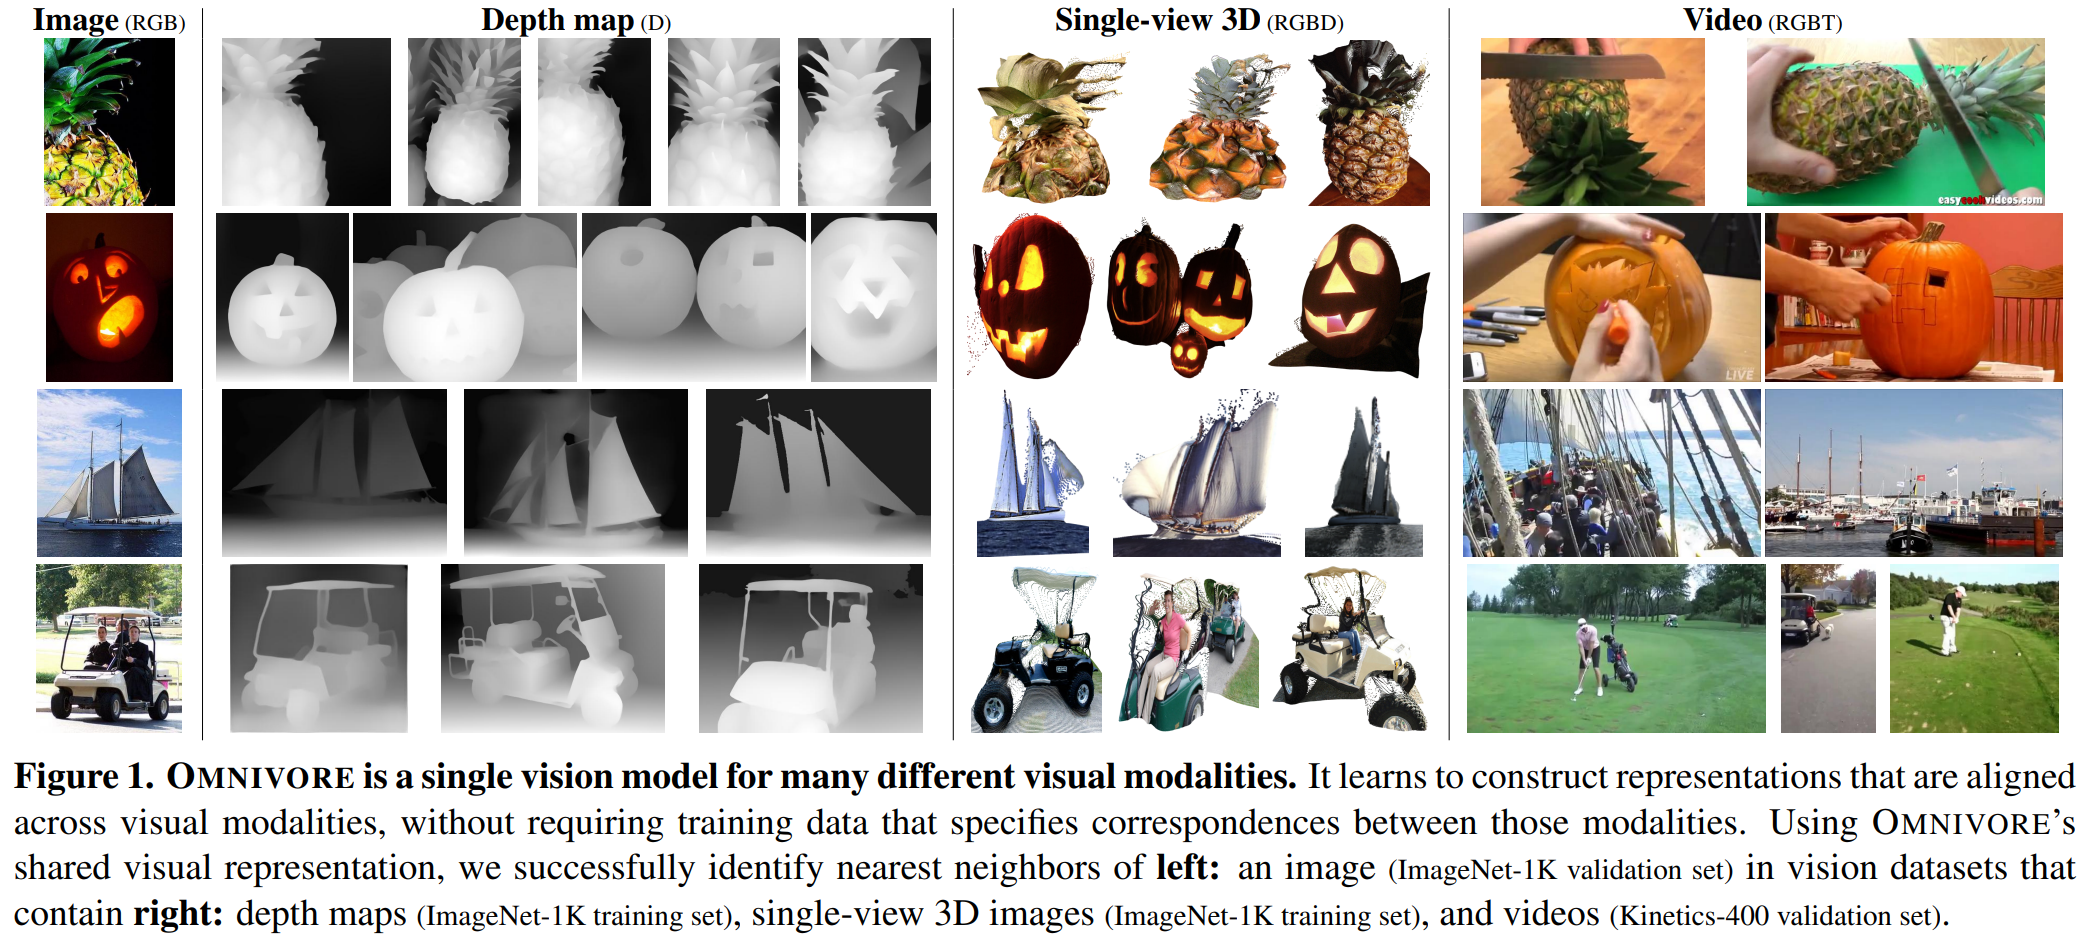 Image (RGB)
Depth map (D)
Single-view 3D (RGBD)
Video (RGBT)
easycoolvideos.com
LIVE
Figure 1. OMNIVORE is a single vision model for many different visual modalities. It learns to construct representations that are aligned
across visual modalities, without requiring training data that specifies correspondences between those modalities. Using OMNIVORE's
shared visual representation, we successfully identify nearest neighbors of left: an image (ImageNet-1K validation set) in vision datasets that
contain right: depth maps (ImageNet-1K training set), single-view 3D images (ImageNet-1K training set), and videos (Kinetics-400 validation set).